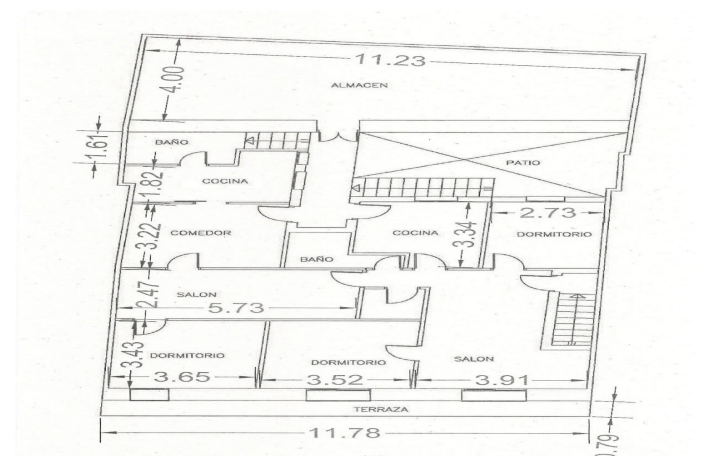 11.23
4.00
ALMACEN
1.61
BAÑO
PATIO
1.82
COCINA
2.73
3.22
COMEDOR
COCINA
3.34
DORMITORIO
BAÑO
2.47
SALON
5.73
3.43
DORMITORIO
DORMITORIO
SALON
3.65
3.52
3.91
TERRAZA
11.78
0.79